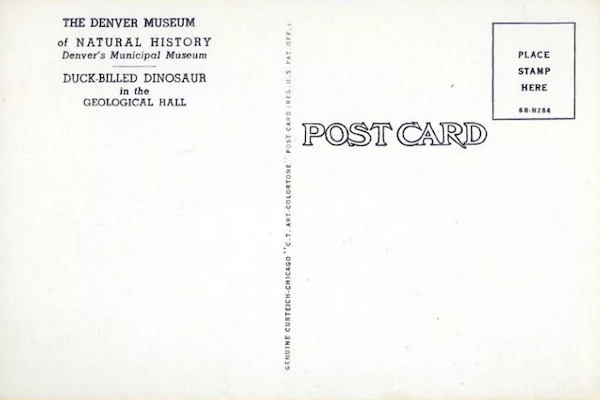 THE DENVER MUSEUM
of NATURAL HISTORY
Denver's Municipal Museum
DUCK-BILLED DINOSAUR
in the
GEOLOGICAL HALL
GENUINE CURTEICH-CHICAGO "C.T. ART-COLORTONE" POST CARD (REG. U.S. PAT. OFF.)
POST CARD
PLACE
STAMP
HERE
6B-H284